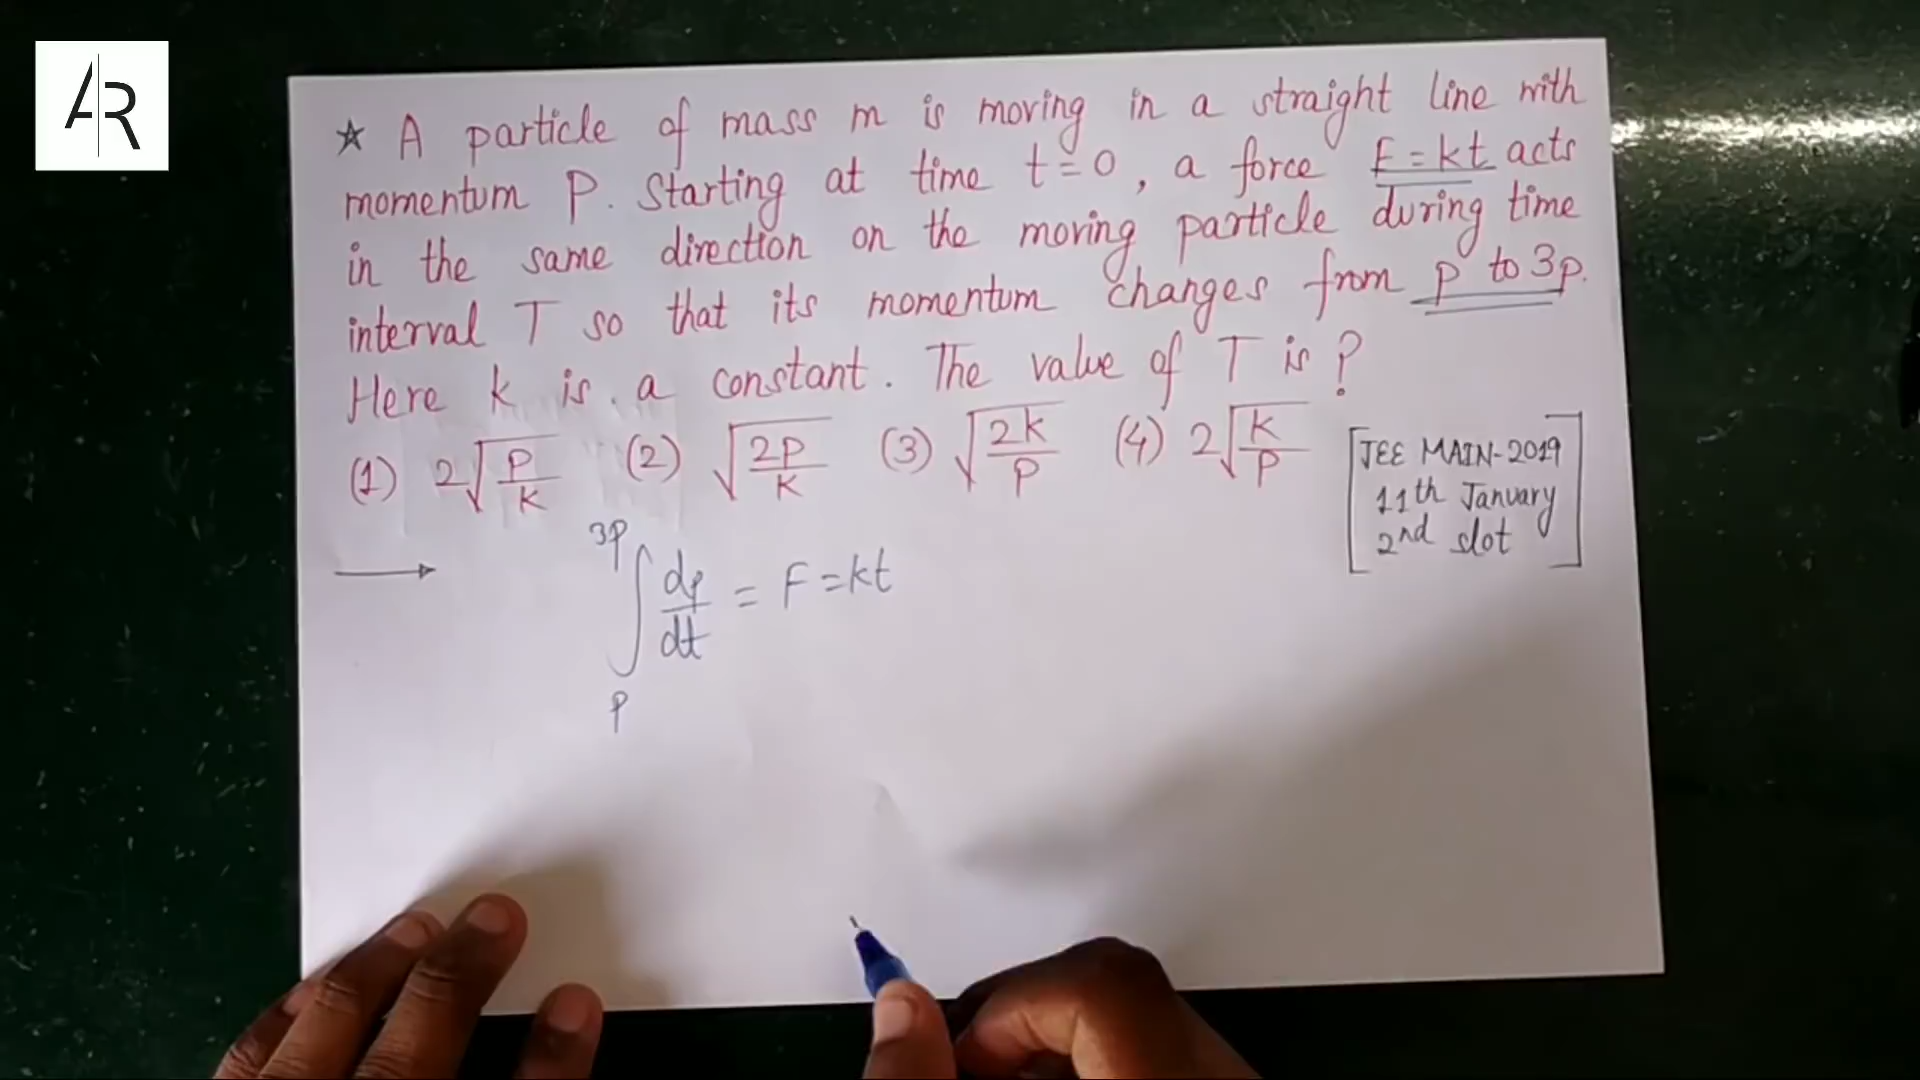 AR
☆ A particle of mass m is moving in a straight line with
momentum P. Starting at time t=0, a force F=kt acts
in the same direction on the moving particle during time
interval T so that its momentum changes from p to 3p.
Here k is a constant. The value of T is?
(1) 2√(P/k) (2) √(2p/k) (3) √(2k/p) (4) 2√(k/p)
[JEE MAIN-2019
11th January
2nd slot]
→ ∫_p^{3p} dp/dt = F = kt